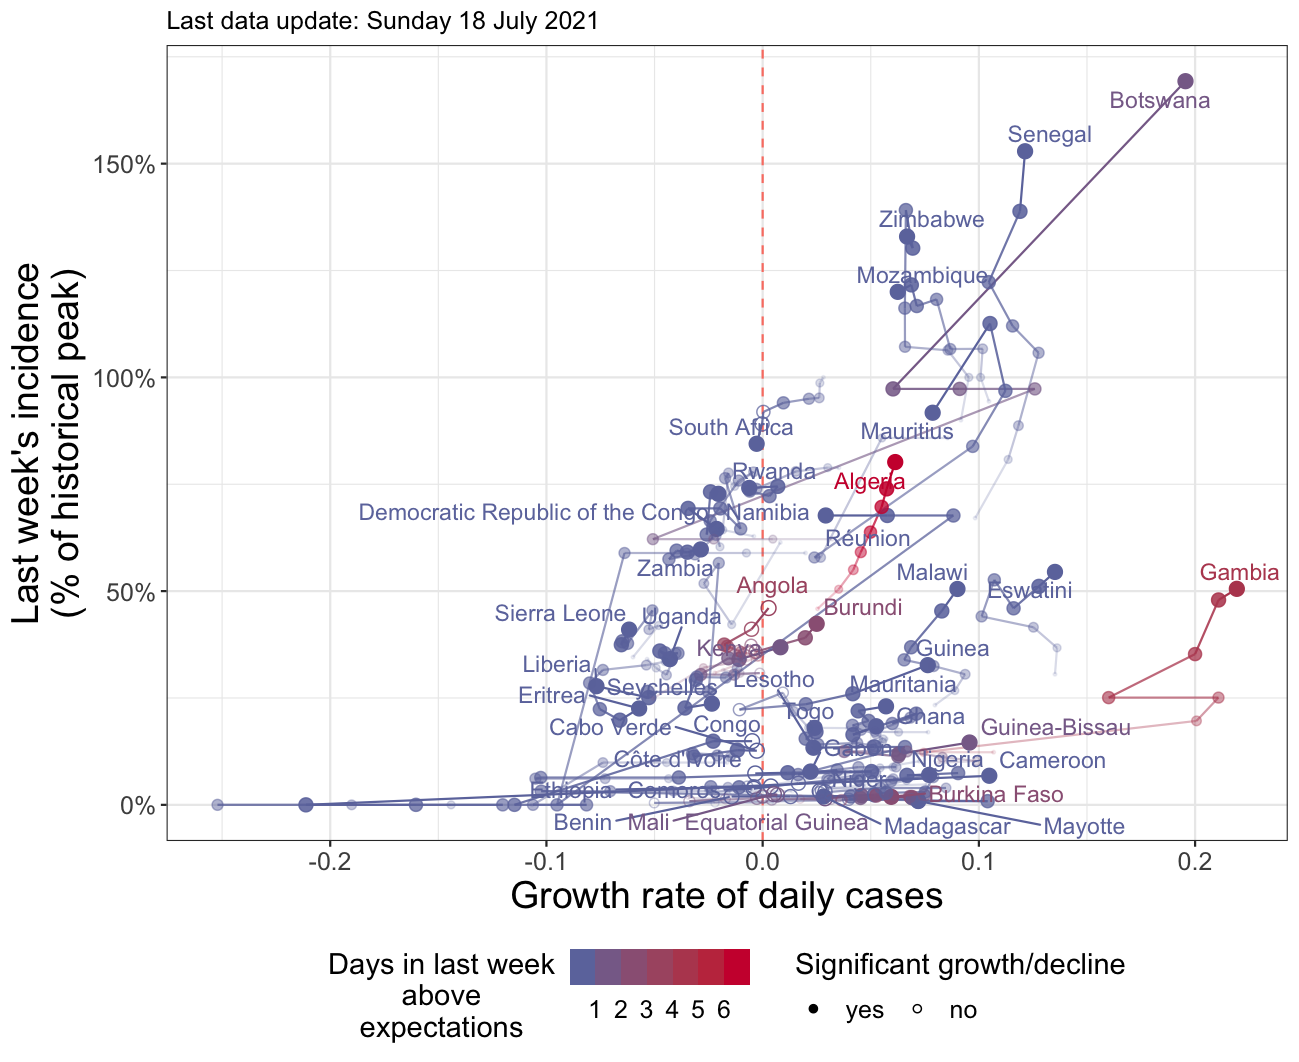 Last data update: Sunday 18 July 2021
Last week's incidence
(% of historical peak)
150%
100%
50%
0%
Botswana
Senegal
Zimbabwe
Mozambique
South Africa
Mauritius
Rwanda
Algeria
Democratic Republic of the Congo
Namibia
Réunion
Zambia
Malawi
Gambia
Angola
Eswatini
Sierra Leone
Uganda
Burundi
Kenya
Guinea
Liberia
Lesotho
Eritrea
Seychelles
Mauritania
Togo
Ghana
Cabo Verde
Congo
Guinea-Bissau
Côte d'Ivoire
Gabon
Nigeria
Cameroon
Niger
Ethiopia
Comoros
Burkina Faso
Benin
Mali
Equatorial Guinea
Madagascar
Mayotte
-0.2
-0.1
0.0
0.1
0.2
Growth rate of daily cases
Days in last week
above
expectations
1 2 3 4 5 6
Significant growth/decline
yes
no